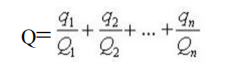 Q= q₁/Q₁ + q₂/Q₂ + ... + qₙ/Qₙ